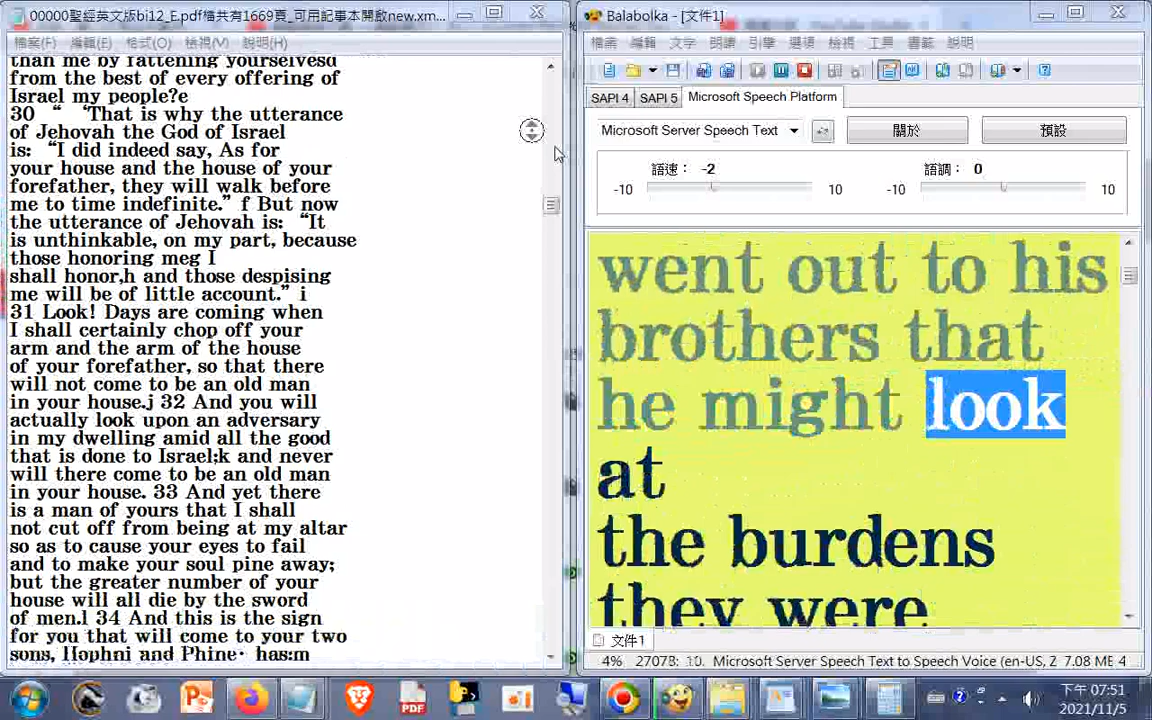 00000聖經英文版bi12_E.pdf檔共有1669頁_可用記事本開啟new.xm...
檔案(F) 編輯(E) 格式(O) 檢視(V) 說明(H)
than me by fattening yourselvesd
from the best of every offering of
Israel my people?e
30 “ ‘That is why the utterance
of Jehovah the God of Israel
is: “I did indeed say, As for
your house and the house of your
forefather, they will walk before
me to time indefinite.” f But now
the utterance of Jehovah is: “It
is unthinkable, on my part, because
those honoring meg I
shall honor,h and those despising
me will be of little account.” i
31 Look! Days are coming when
I shall certainly chop off your
arm and the arm of the house
of your forefather, so that there
will not come to be an old man
in your house.j 32 And you will
actually look upon an adversary
in my dwelling amid all the good
that is done to Israel;k and never
will there come to be an old man
in your house. 33 And yet there
is a man of yours that I shall
not cut off from being at my altar
so as to cause your eyes to fail
and to make your soul pine away;
but the greater number of your
house will all die by the sword
of men.l 34 And this is the sign
for you that will come to your two
sons, Hophni and Phine· has:m
Balabolka - [文件1]
檔案 編輯 文字 朗讀 引擎 選項 檢視 工具 書籤 說明
SAPI 4 SAPI 5 Microsoft Speech Platform
Microsoft Server Speech Text 關於 預設
語速： -2 語調： 0
-10 10 -10 10
went out to his
brothers that
he might look
at
the burdens
they were
文件1
4% 27078: 10. Microsoft Server Speech Text to Speech Voice (en-US, 2 7.08 MB 4
PDF
下午 07:51
2021/11/5